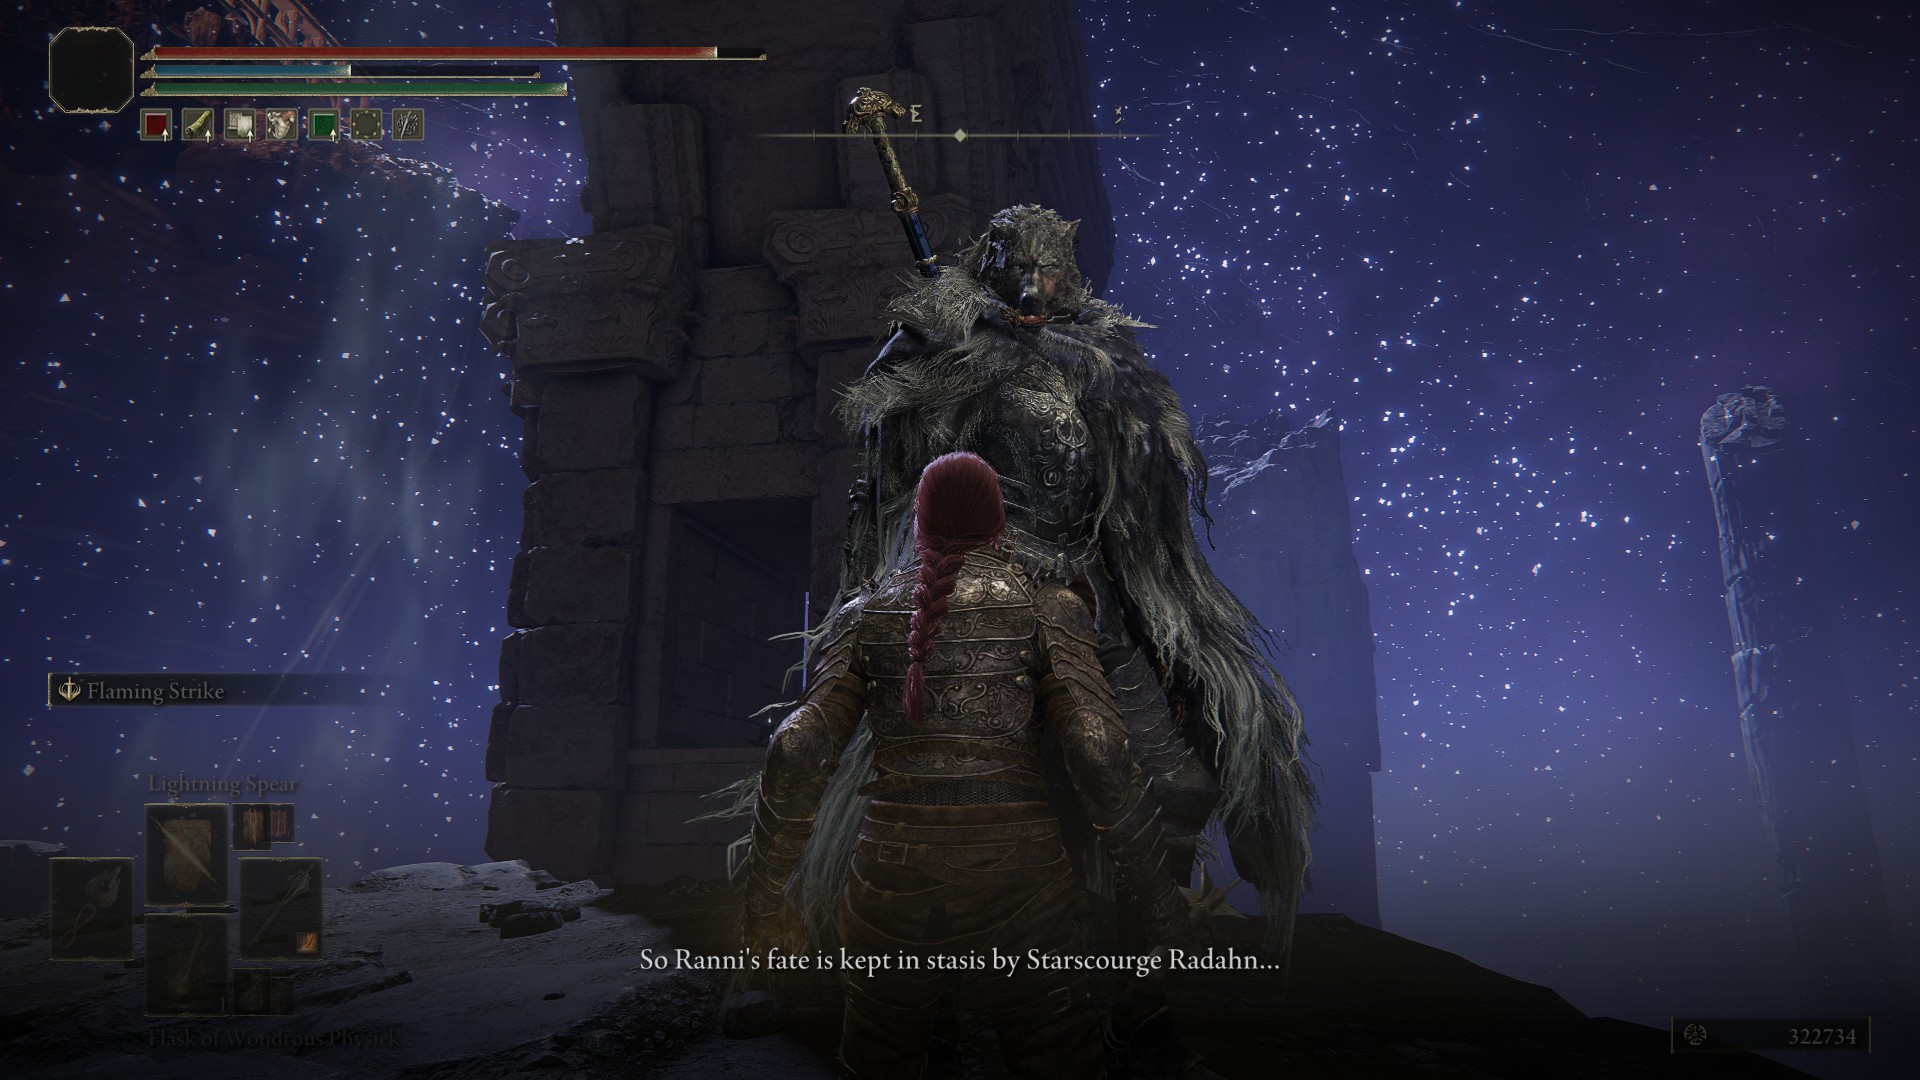 E
Flaming Strike
Lightning Spear
1
Flask of Wondrous Physick
So Ranni's fate is kept in stasis by Starscourge Radahn...
322734